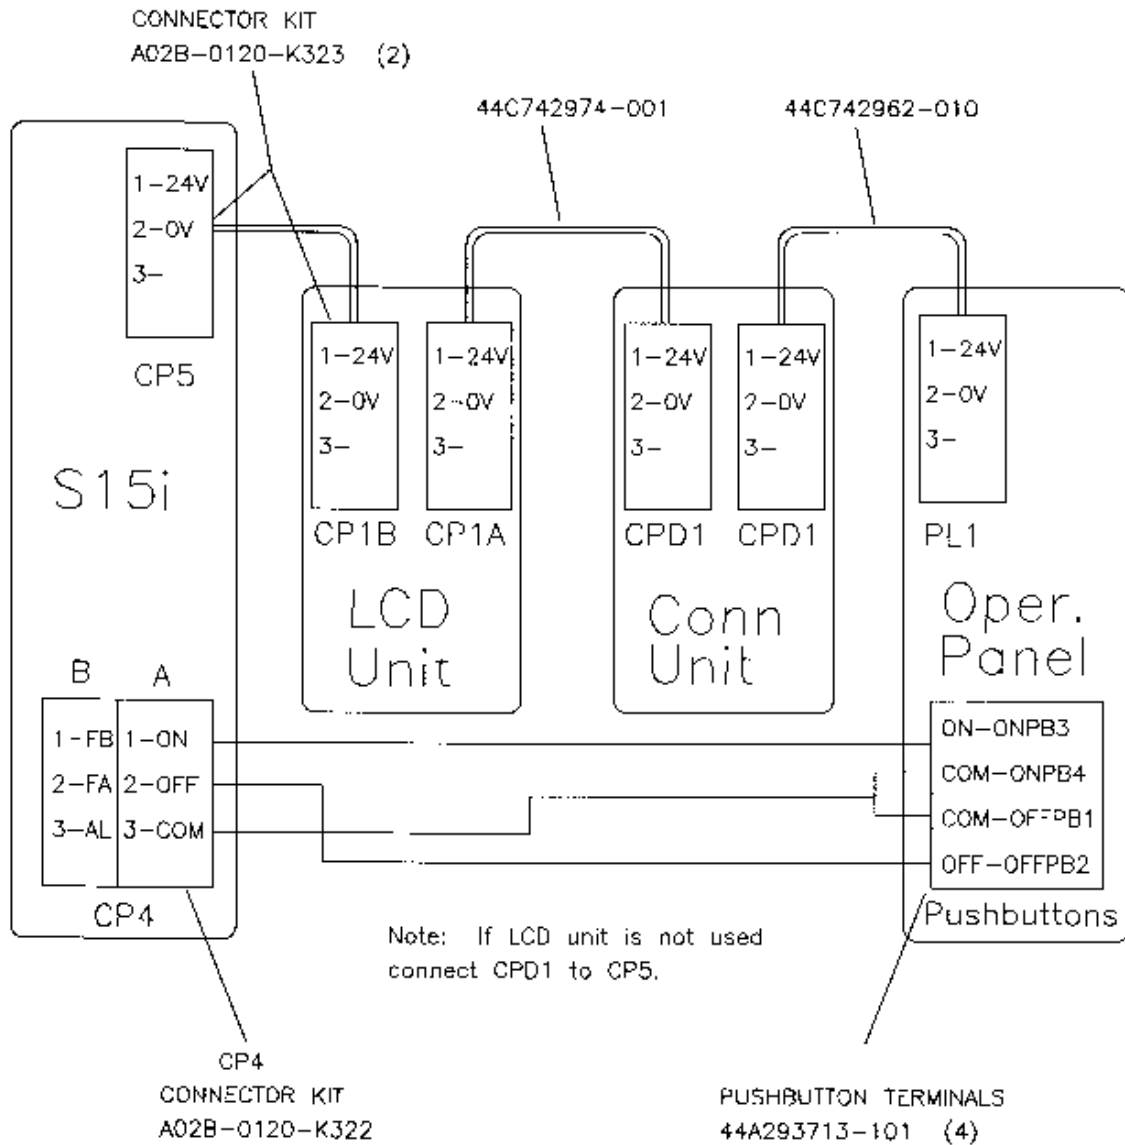 CONNECTOR KIT
A02B-0120-K323 (2)
44C742974-001
44C742962-010
1-24V
2-0V
3-
CP5
S15i
1-24V
2-0V
3-
CP1B
1-24V
2-0V
3-
CP1A
LCD
Unit
1-24V
2-0V
3-
CPD1
1-24V
2-0V
3-
CPD1
Conn
Unit
1-24V
2-0V
3-
PL1
Oper.
Panel
B A
1-FB 1-ON
2-FA 2-OFF
3-AL 3-COM
CP4
ON-ONPB3
COM-ONPB4
COM-OFFPB1
OFF-OFFPB2
Pushbuttons
Note: If LCD unit is not used
connect CPD1 to CP5.
CP4
CONNECTOR KIT
A02B-0120-K322
PUSHBUTTON TERMINALS
44A293713-101 (4)